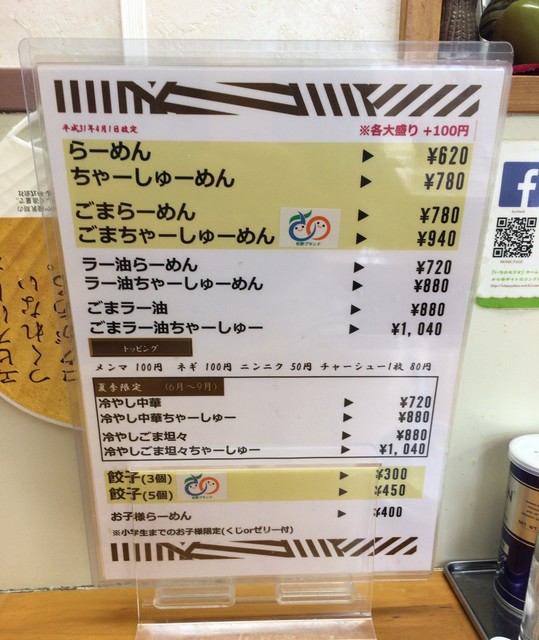 平成31年4月1日改定
※各大盛り +100円
らーめん ▶ ¥620
ちゃーしゅーめん ▶ ¥780
ごまらーめん ▶ ¥780
ごまちゃーしゅーめん ▶ ¥940
ラー油らーめん ▶ ¥720
ラー油ちゃーしゅーめん ▶ ¥880
ごまラー油 ▶ ¥880
ごまラー油ちゃーしゅー ▶ ¥1,040
トッピング
メンマ 100円 ネギ 100円 ニンニク 50円 チャーシュー1枚 80円
夏季限定 (6月〜9月)
冷やし中華 ▶ ¥720
冷やし中華ちゃーしゅー ▶ ¥880
冷やしごま坦々 ▶ ¥880
冷やしごま坦々ちゃーしゅー ▶ ¥1,040
餃子(3個) ▶ ¥300
餃子(5個) ▶ ¥450
お子様らーめん ▶ ¥400
※小学生までのお子様限定(くじorゼリー付)
facebook
HOME PAGE